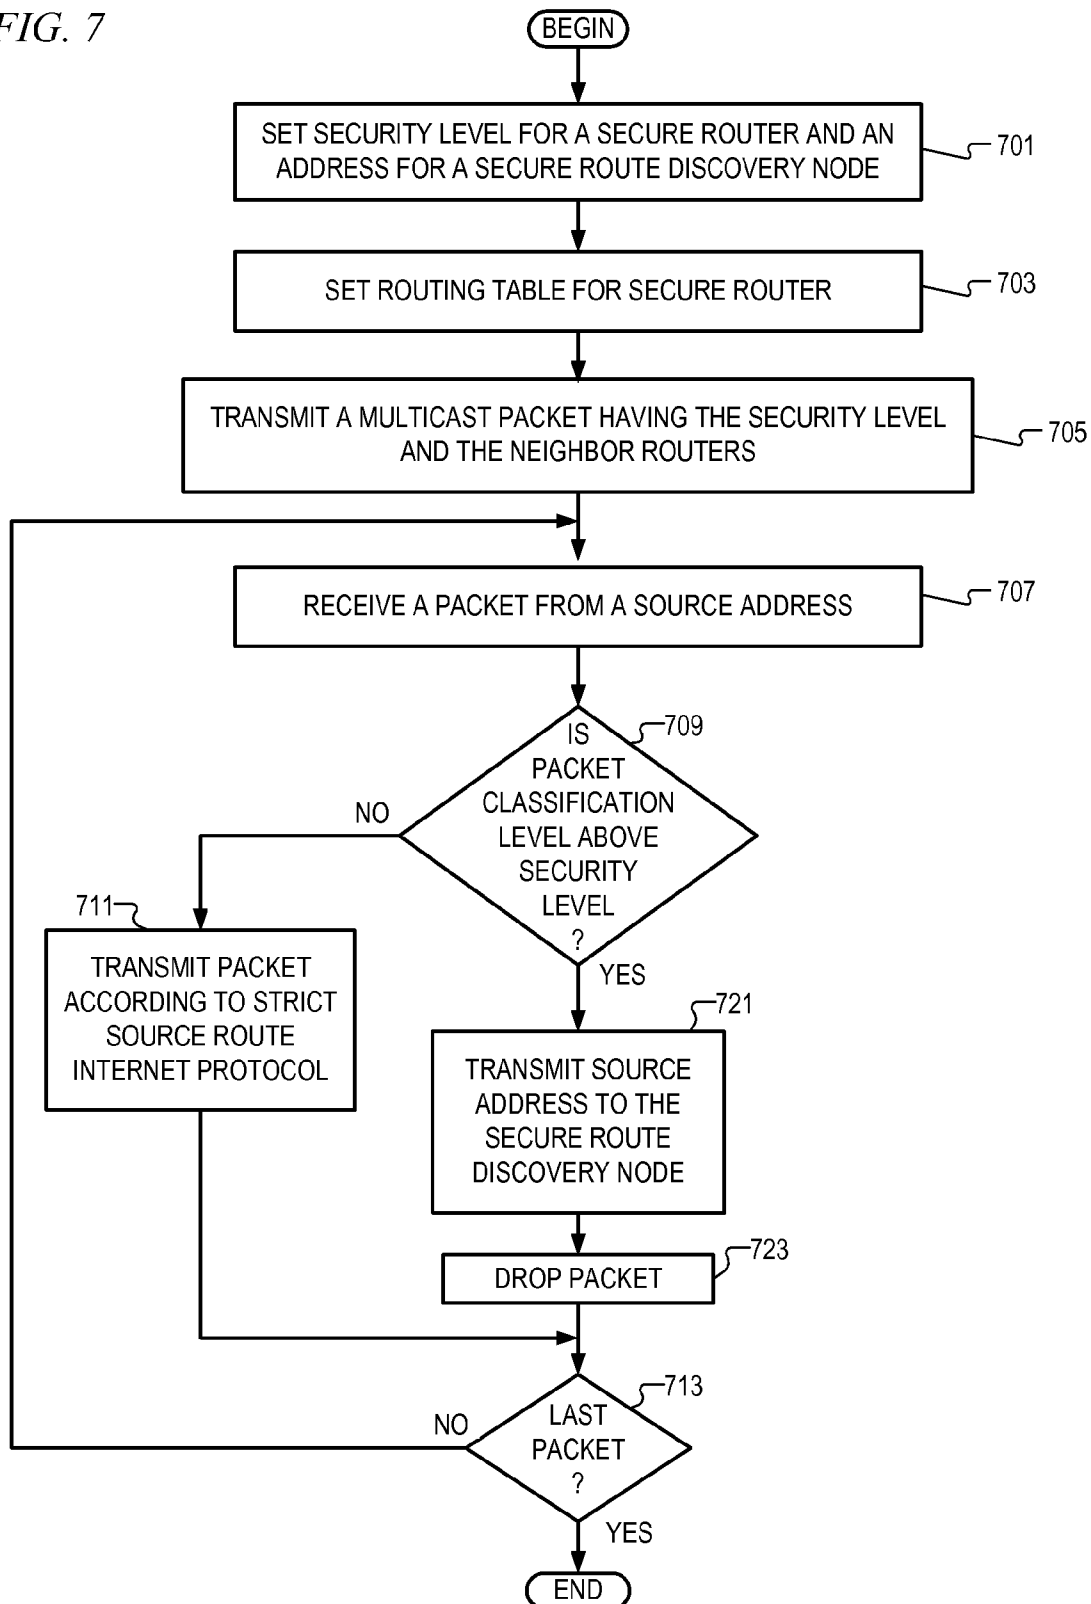 FIG. 7
BEGIN
SET SECURITY LEVEL FOR A SECURE ROUTER AND AN
ADDRESS FOR A SECURE ROUTE DISCOVERY NODE
701
SET ROUTING TABLE FOR SECURE ROUTER
703
TRANSMIT A MULTICAST PACKET HAVING THE SECURITY LEVEL
AND THE NEIGHBOR ROUTERS
705
RECEIVE A PACKET FROM A SOURCE ADDRESS
707
709
IS
PACKET
CLASSIFICATION
LEVEL ABOVE
SECURITY
LEVEL
?
NO
YES
711
TRANSMIT PACKET
ACCORDING TO STRICT
SOURCE ROUTE
INTERNET PROTOCOL
721
TRANSMIT SOURCE
ADDRESS TO THE
SECURE ROUTE
DISCOVERY NODE
723
DROP PACKET
713
LAST
PACKET
?
NO
YES
END